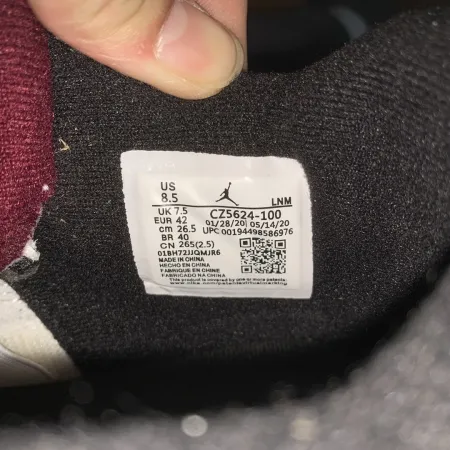 US
8.5
LNM
UK 7.5
EUR 42
cm 26.5
BR 40
CN 265(2.5)
CZ5624-100
01/28/20 05/14/20
UPC 00194498586976
01BH72JJQMJR6
MADE IN CHINA
HECHO EN CHINA
FABRIQUE EN CHINE
FABRICADO NA CHINA